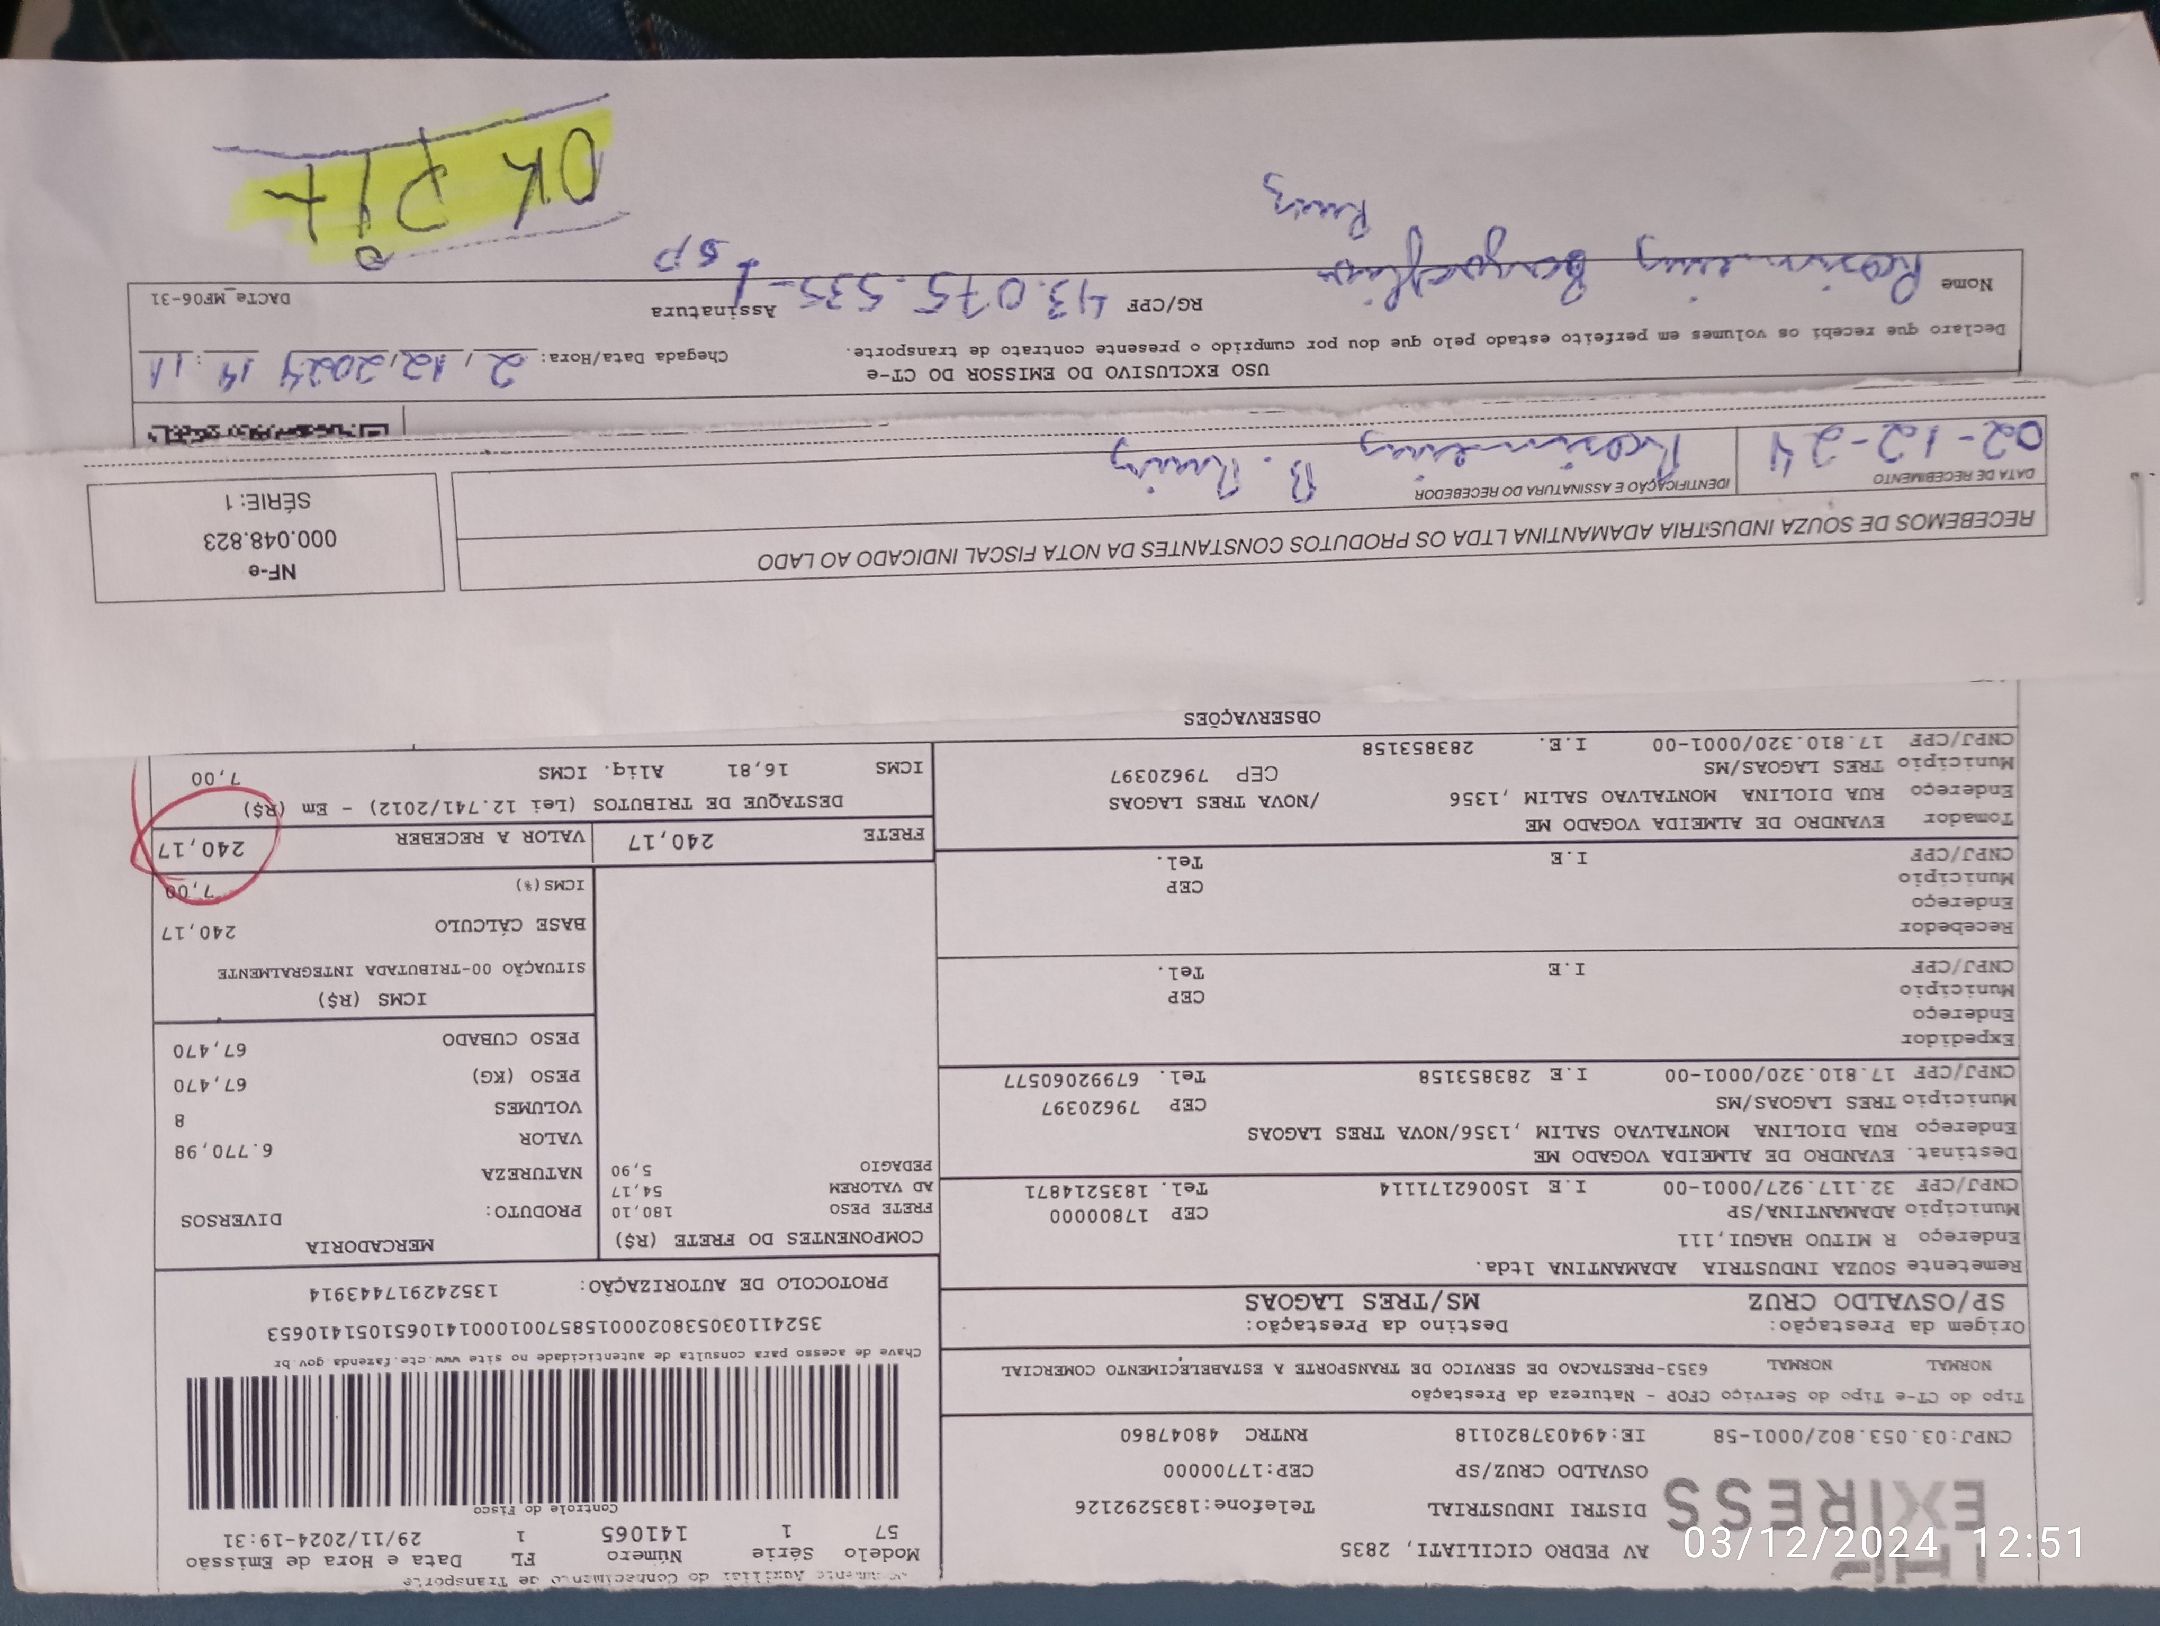 Documento Auxiliar do Conhecimento de Transporte
EXPRESS
AV PEDRO CICILIATI, 2835
DISTRI INDUSTRIAL Telefone:1835292126
OSVALDO CRUZ/SP CEP:17700000
CNPJ:03.053.802/0001-58 IE:494037820118 RNTRC 48047860
Modelo Série Número FL Data e Hora de Emissão
57 1 141065 1 29/11/2024-19:31
Controle do Fisco
Chave de acesso para consulta de autenticidade no site www.cte.fazenda.gov.br
35241103053802000158570010001410651051410653
PROTOCOLO DE AUTORIZAÇÃO: 135242917443914
Tipo do CT-e Tipo do Serviço CFOP - Natureza da Prestação
NORMAL NORMAL 6353-PRESTACAO DE SERVICO DE TRANSPORTE A ESTABELECIMENTO COMERCIAL
Origem da Prestação: Destino da Prestação:
SP/OSVALDO CRUZ MS/TRES LAGOAS
Remetente SOUZA INDUSTRIA ADAMANTINA ltda.
Endereço R MITUO HAGUI,111
Município ADAMANTINA/SP CEP 17800000
CNPJ/CPF 32.117.927/0001-00 I.E 150062171114 Tel. 1835214871
Destinat. EVANDRO DE ALMEIDA VOGADO ME
Endereço RUA DIOLINA MONTALVAO SALIM ,1356/NOVA TRES LAGOAS
Município TRES LAGOAS/MS CEP 79620397
CNPJ/CPF 17.810.320/0001-00 I.E 283853158 Tel. 67992060577
Expedidor
Endereço
Município CEP
CNPJ/CPF I.E Tel.
Recebedor
Endereço
Município CEP
CNPJ/CPF I.E Tel.
Tomador EVANDRO DE ALMEIDA VOGADO ME
Endereço RUA DIOLINA MONTALVAO SALIM ,1356 /NOVA TRES LAGOAS
Município TRES LAGOAS/MS CEP 79620397
CNPJ/CPF 17.810.320/0001-00 I.E. 283853158
OBSERVAÇÕES
COMPONENTES DO FRETE (R$)
FRETE PESO 180,10
AD VALOREM 54,17
PEDAGIO 5,90
MERCADORIA
PRODUTO: DIVERSOS
NATUREZA
VALOR 6.770,98
VOLUMES 8
PESO (KG) 67,470
PESO CUBADO 67,470
ICMS (R$)
SITUAÇÃO 00-TRIBUTADA INTEGRALMENTE
BASE CÁLCULO 240,17
ICMS(%) 7,00
FRETE 240,17 VALOR A RECEBER 240,17
DESTAQUE DE TRIBUTOS (Lei 12.741/2012) - Em (R$)
ICMS 16,81 Aliq. ICMS 7,00
RECEBEMOS DE SOUZA INDUSTRIA ADAMANTINA LTDA OS PRODUTOS CONSTANTES DA NOTA FISCAL INDICADO AO LADO
DATA DE RECEBIMENTO IDENTIFICAÇÃO E ASSINATURA DO RECEBEDOR
02-12-24 Rosimeiry B. Ruiz
NF-e
000.048.823
SÉRIE: 1
USO EXCLUSIVO DO EMISSOR DO CT-e
Declaro que recebi os volumes em perfeito estado pelo que dou por cumprido o presente contrato de transporte.
Chegada Data/Hora: 2,12,2024 14:11
Nome Rosimeiry
RG/CPF 43.075.535-1 SP
Assinatura
DACTe_MF06-31
Ruiz
OK
03/12/2024 12:51